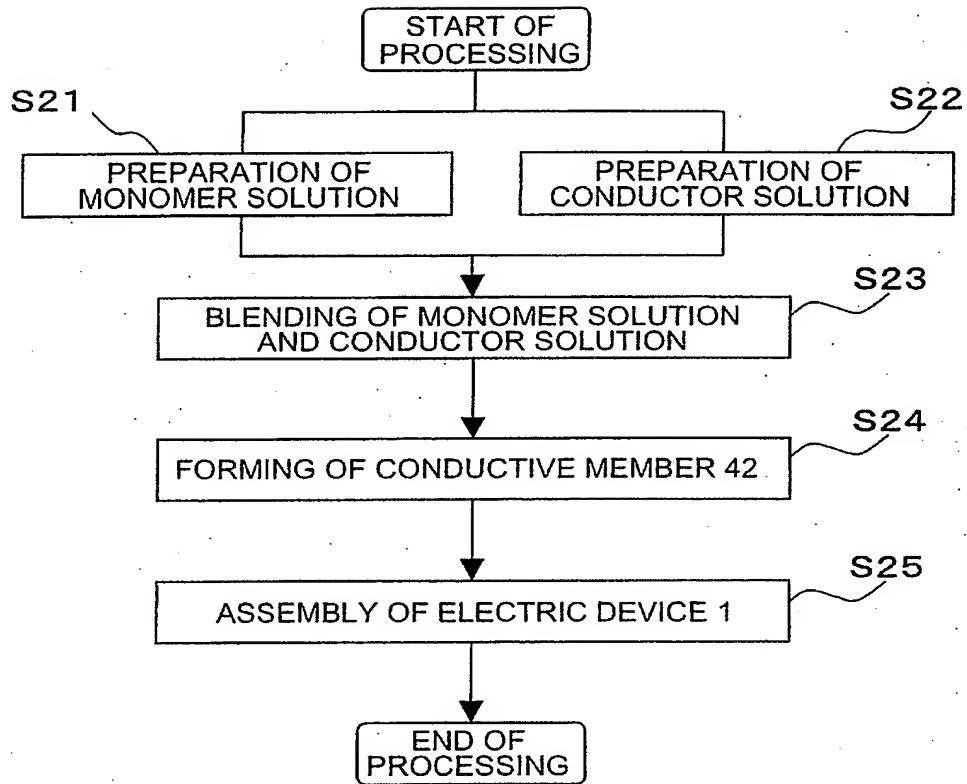 START OF
PROCESSING
S21
S22
PREPARATION OF
MONOMER SOLUTION
PREPARATION OF
CONDUCTOR SOLUTION
S23
BLENDING OF MONOMER SOLUTION
AND CONDUCTOR SOLUTION
S24
FORMING OF CONDUCTIVE MEMBER 42
S25
ASSEMBLY OF ELECTRIC DEVICE 1
END OF
PROCESSING